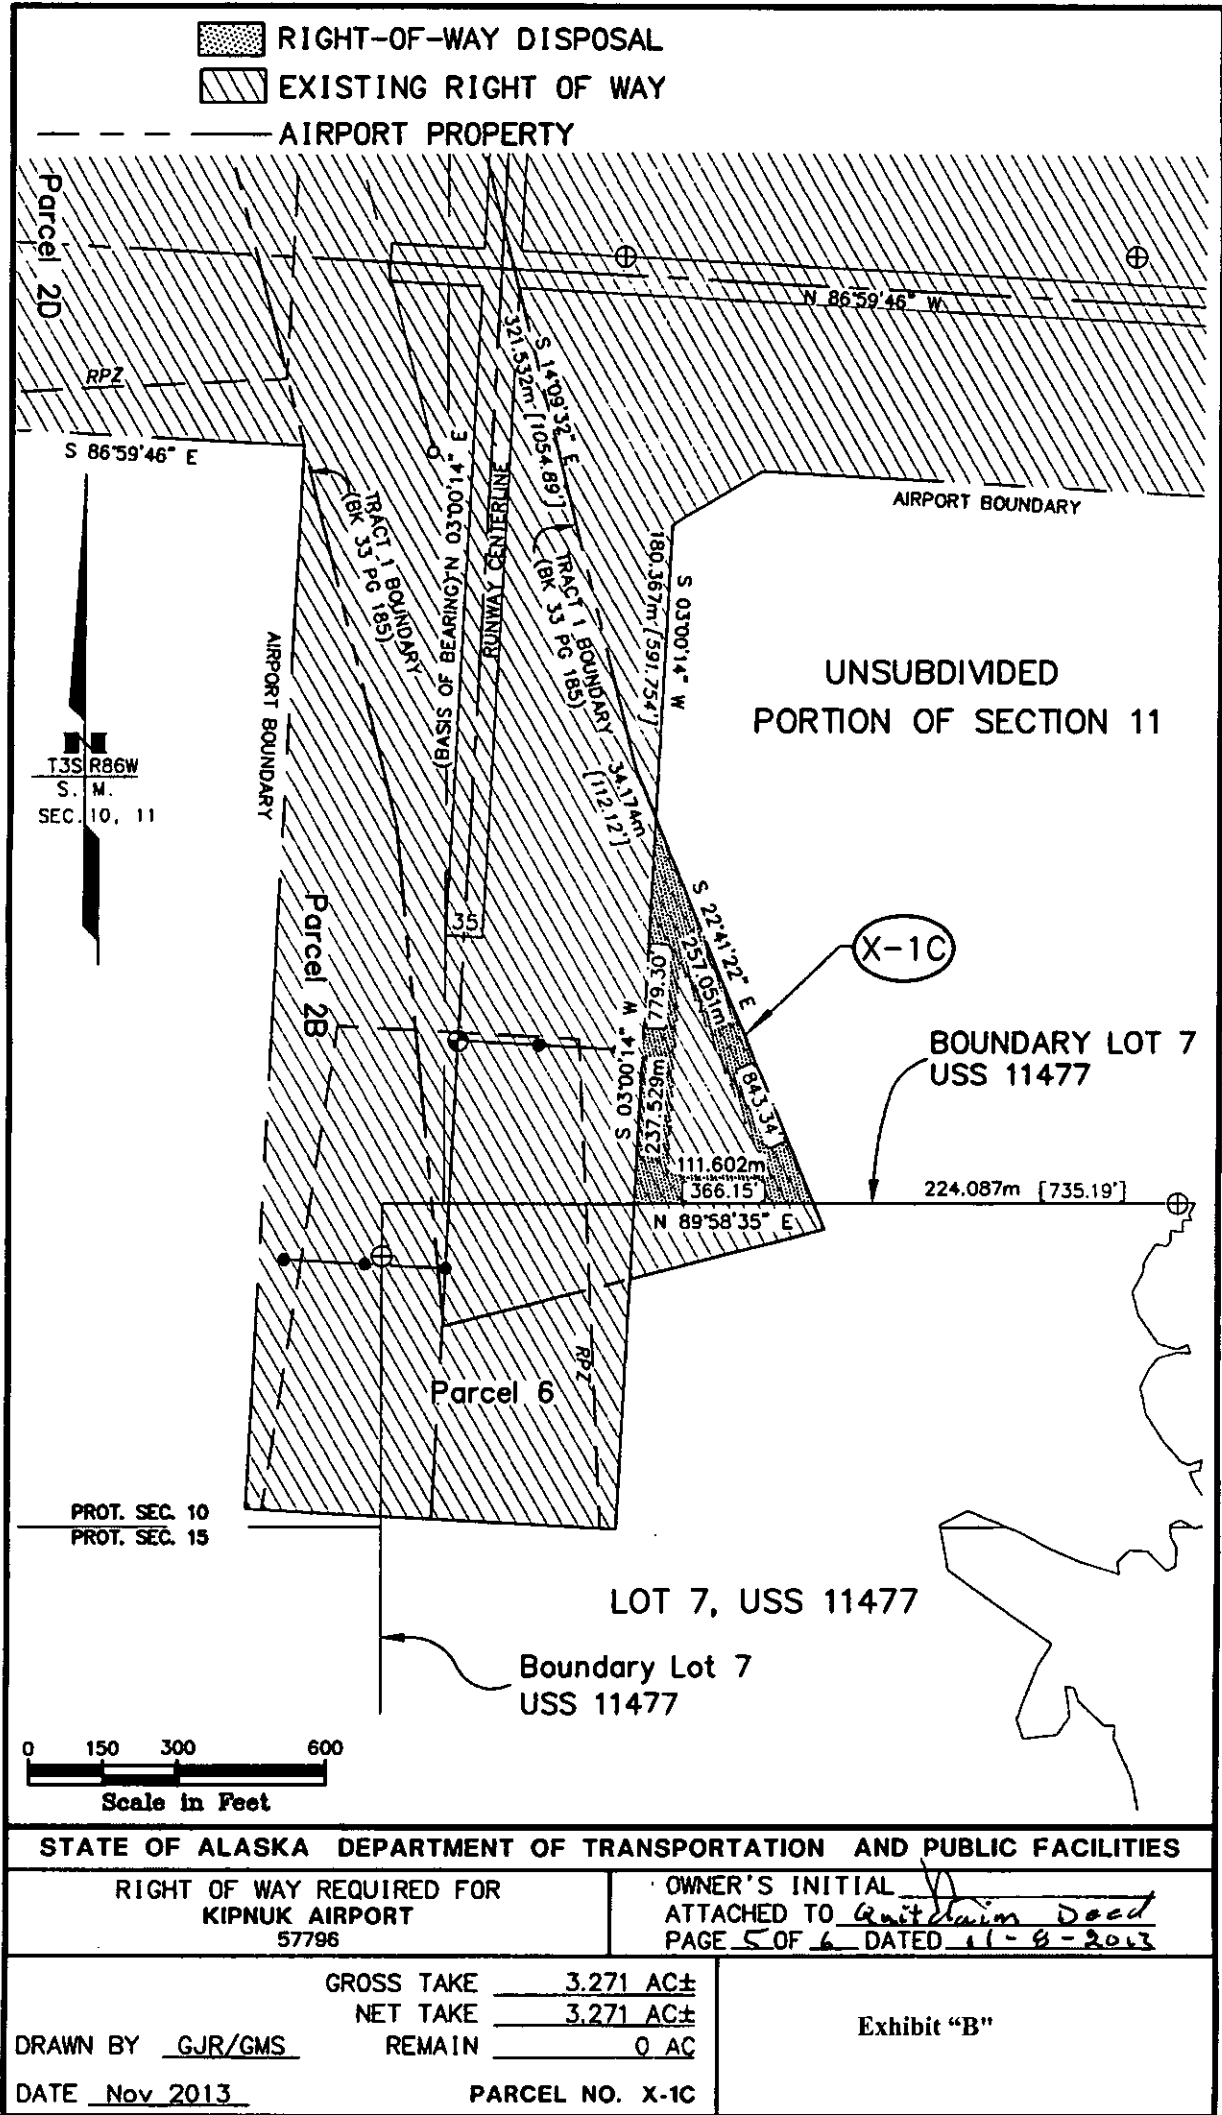 RIGHT-OF-WAY DISPOSAL
EXISTING RIGHT OF WAY
AIRPORT PROPERTY
Parcel 2D
N 86°59'46" W
RPZ
S 86°59'46" E
S 14°09'32" E
321.532m [1054.89']
TRACT 1 BOUNDARY
(BK 33 PG 185)
(BASIS OF BEARING) N 03°00'14" E
RUNWAY CENTERLINE
TRACT 1 BOUNDARY
(BK 33 PG 185)
AIRPORT BOUNDARY
S 03°00'14" W
180.367m [591.754']
UNSUBDIVIDED
PORTION OF SECTION 11
AIRPORT BOUNDARY
N
T3S R86W
S. M.
SEC. 10, 11
34.174m
[112.12']
Parcel 2B
35
S 22°41'22" E
257.051m
843.34'
X-1C
S 03°00'14" W
237.529m
779.30'
BOUNDARY LOT 7
USS 11477
111.602m
366.15'
N 89°58'35" E
224.087m [735.19']
RPZ
Parcel 6
PROT. SEC. 10
PROT. SEC. 15
LOT 7, USS 11477
Boundary Lot 7
USS 11477
0 150 300 600
Scale in Feet
STATE OF ALASKA DEPARTMENT OF TRANSPORTATION AND PUBLIC FACILITIES
RIGHT OF WAY REQUIRED FOR
KIPNUK AIRPORT
57796
OWNER'S INITIAL
ATTACHED TO Quitclaim Deed
PAGE 5 OF 6 DATED 11-8-2013
GROSS TAKE 3.271 AC±
NET TAKE 3.271 AC±
DRAWN BY GJR/GMS REMAIN 0 AC
DATE Nov 2013 PARCEL NO. X-1C
Exhibit “B”